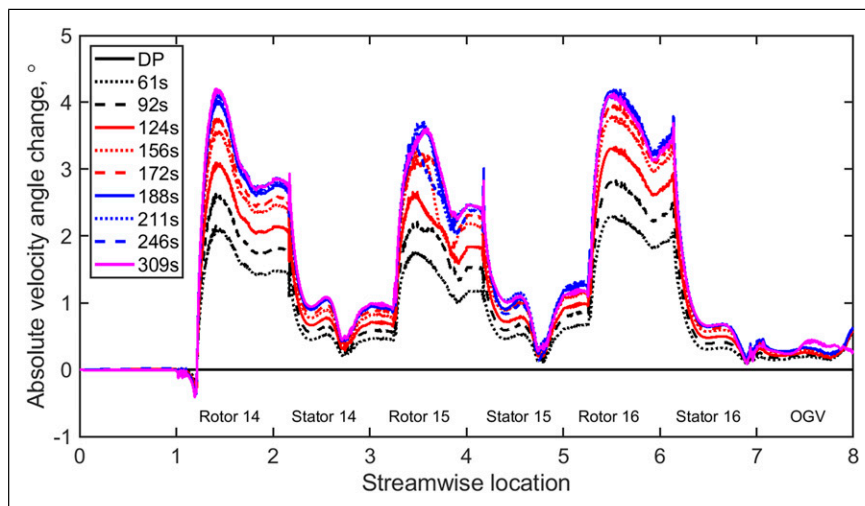 Absolute velocity angle change, °
5
4
3
2
1
0
-1
DP
61s
92s
124s
156s
172s
188s
211s
246s
309s
Rotor 14 Stator 14 Rotor 15 Stator 15 Rotor 16 Stator 16 OGV
0 1 2 3 4 5 6 7 8
Streamwise location